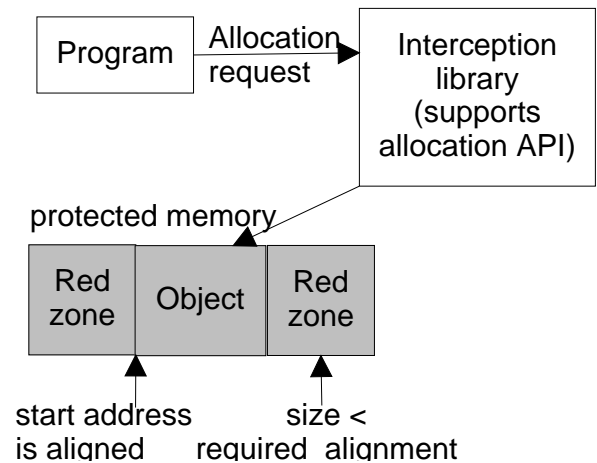 Program
Allocation
request
Interception
library
(supports
allocation API)
protected memory
Red
zone
Object
Red
zone
start address
is aligned
size <
required alignment